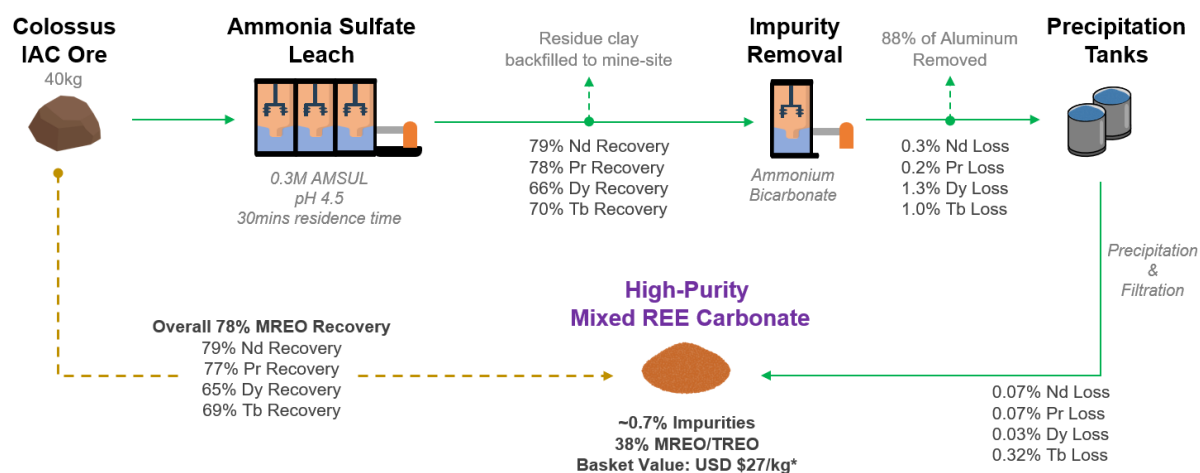 Colossus
IAC Ore
40kg
Ammonia Sulfate
Leach
0.3M AMSUL
pH 4.5
30mins residence time
Residue clay
backfilled to mine-site
79% Nd Recovery
78% Pr Recovery
66% Dy Recovery
70% Tb Recovery
Impurity
Removal
Ammonium
Bicarbonate
88% of Aluminum
Removed
0.3% Nd Loss
0.2% Pr Loss
1.3% Dy Loss
1.0% Tb Loss
Precipitation
Tanks
Precipitation
&
Filtration
0.07% Nd Loss
0.07% Pr Loss
0.03% Dy Loss
0.32% Tb Loss
High-Purity
Mixed REE Carbonate
~0.7% Impurities
38% MREO/TREO
Basket Value: USD $27/kg*
Overall 78% MREO Recovery
79% Nd Recovery
77% Pr Recovery
65% Dy Recovery
69% Tb Recovery